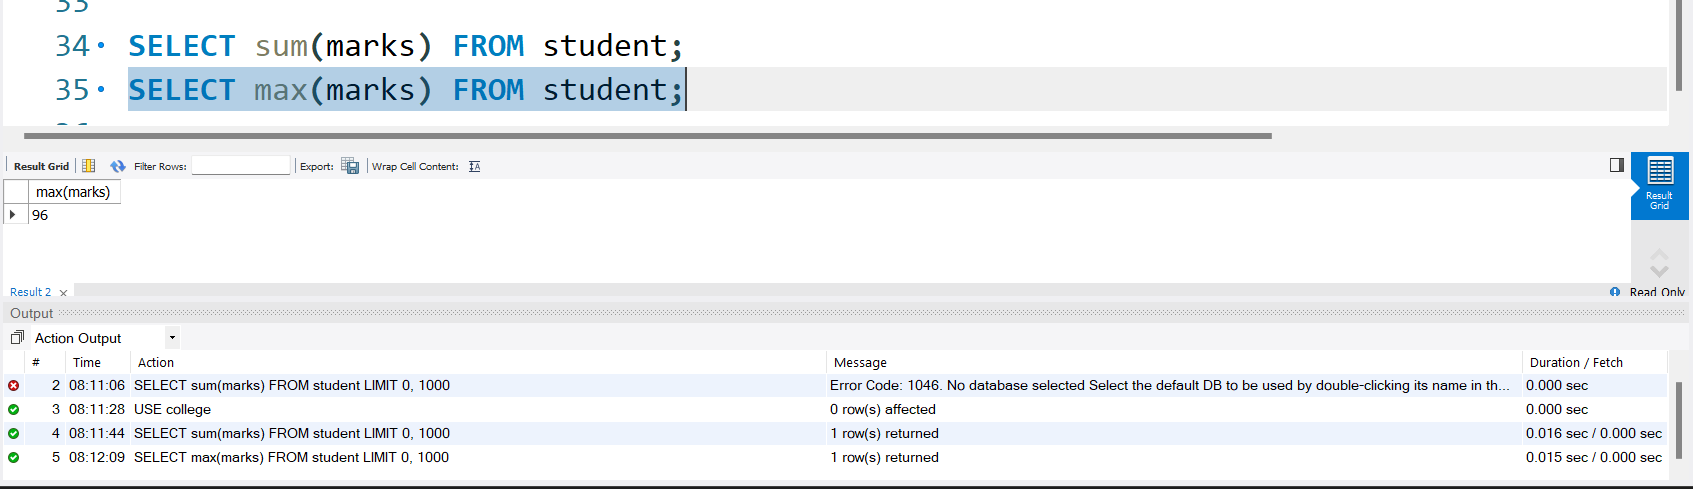 33
34 SELECT sum(marks) FROM student;
35 SELECT max(marks) FROM student;
Result Grid Filter Rows: Export: Wrap Cell Content:
max(marks)
96
Result
Grid
Result 2 Read Only
Output
Action Output
# Time Action Message Duration / Fetch
2 08:11:06 SELECT sum(marks) FROM student LIMIT 0, 1000 Error Code: 1046. No database selected Select the default DB to be used by double-clicking its name in th... 0.000 sec
3 08:11:28 USE college 0 row(s) affected 0.000 sec
4 08:11:44 SELECT sum(marks) FROM student LIMIT 0, 1000 1 row(s) returned 0.016 sec / 0.000 sec
5 08:12:09 SELECT max(marks) FROM student LIMIT 0, 1000 1 row(s) returned 0.015 sec / 0.000 sec